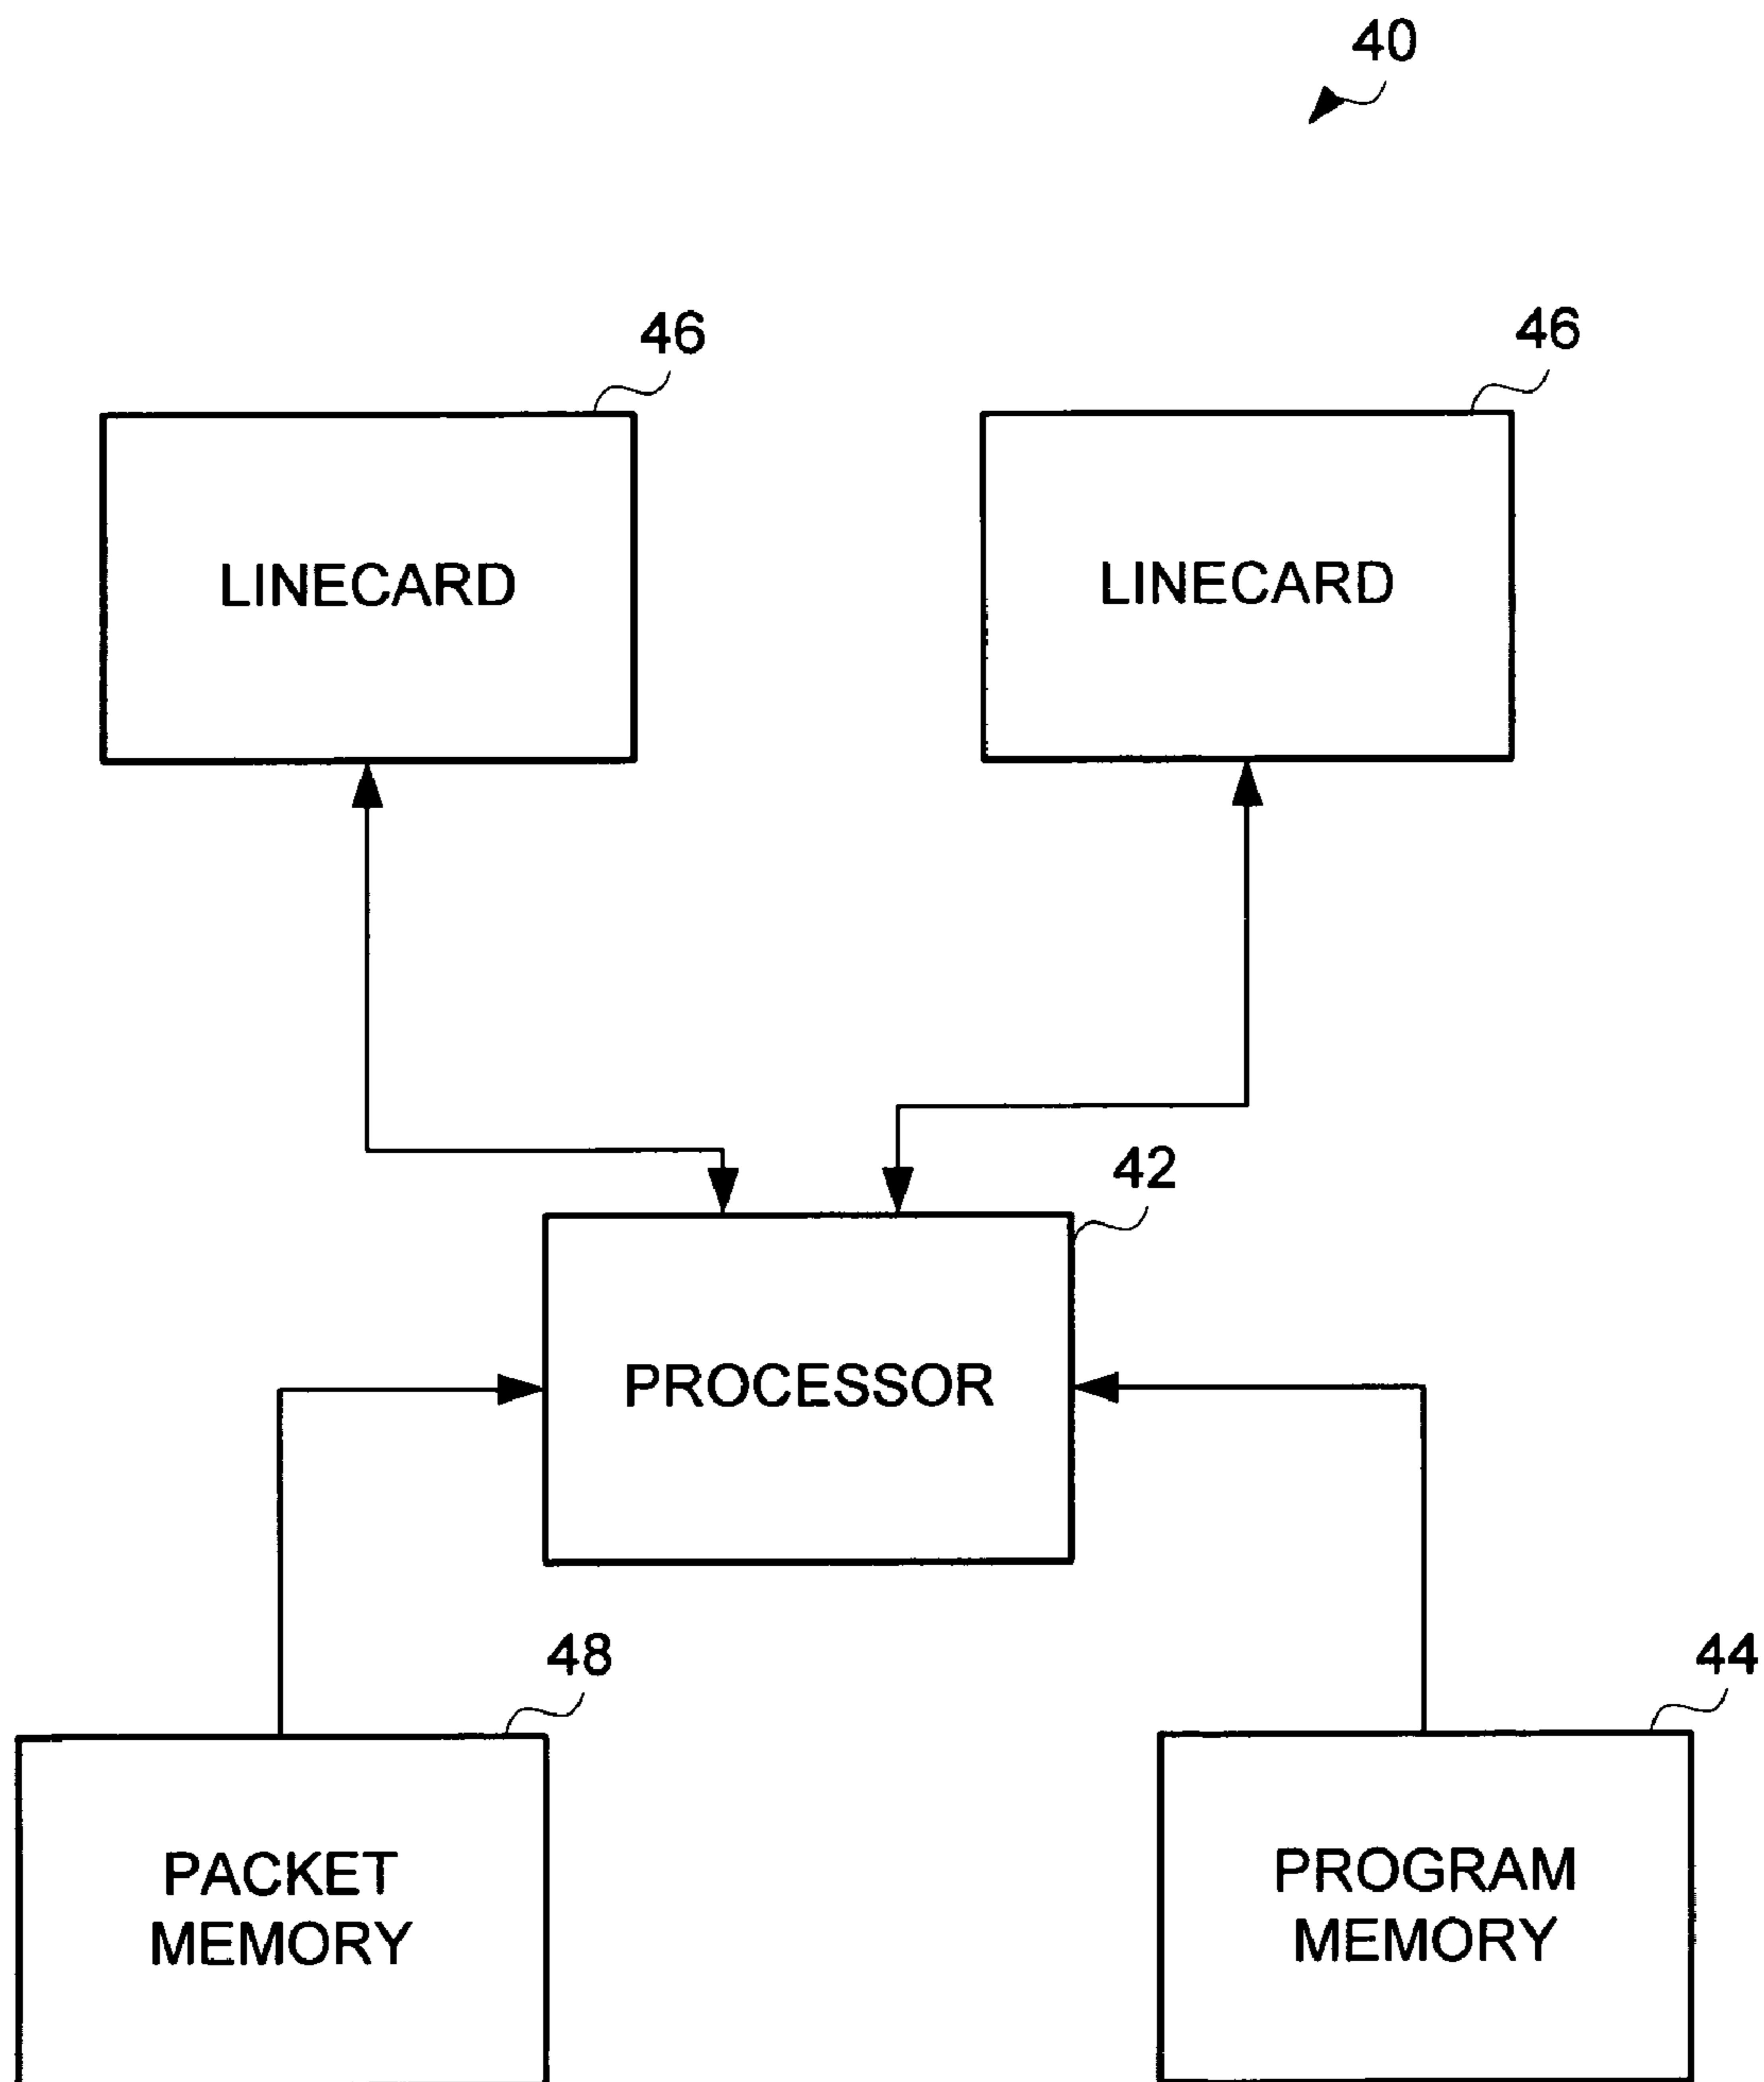 40
46
46
LINECARD
LINECARD
42
PROCESSOR
48
44
PACKET
MEMORY
PROGRAM
MEMORY